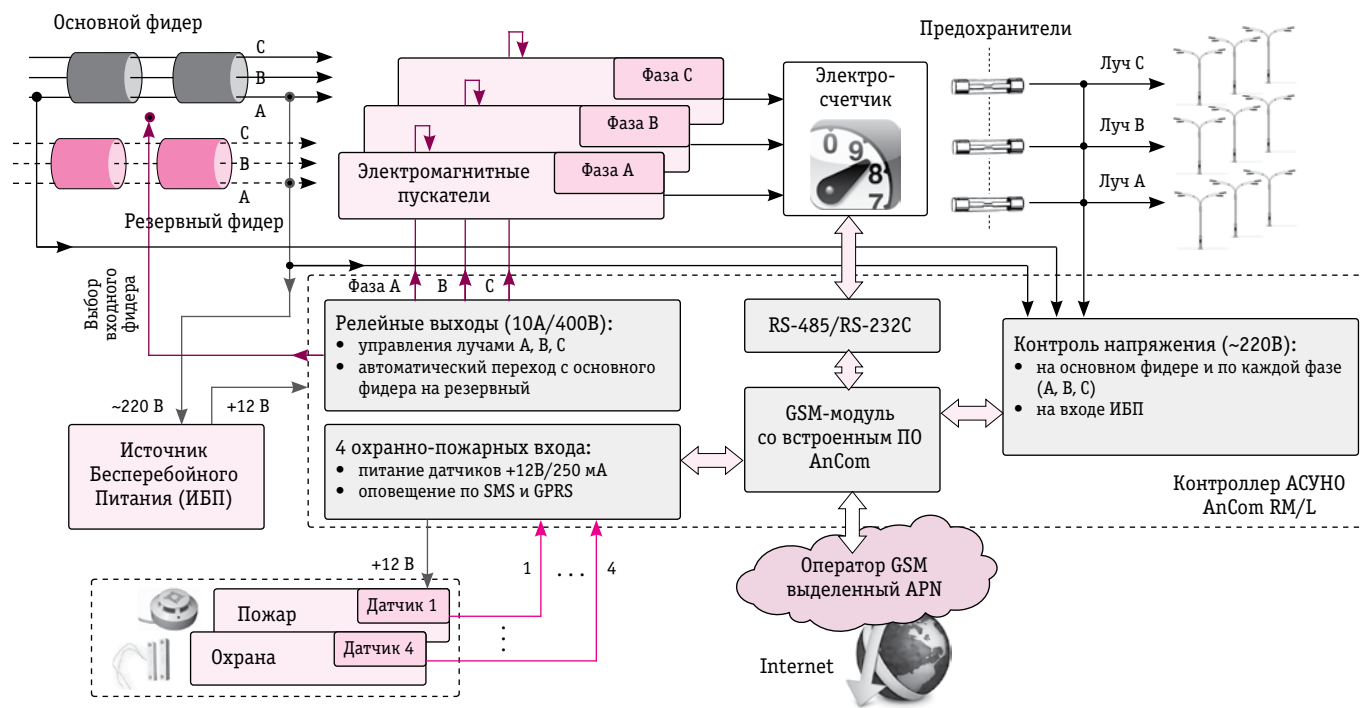 Основной фидер
C
B
A
C
B
A
Резервный фидер
Выбор
входного
фидера
Фаза C
Фаза B
Фаза A
Электромагнитные
пускатели
Электро-
счетчик
0
9
8
7
Предохранители
Луч C
Луч B
Луч A
Фаза A
B
C
Релейные выходы (10А/400В):
• управления лучами A, B, C
• автоматический переход с основного
фидера на резервный
RS-485/RS-232C
Контроль напряжения (~220В):
• на основном фидере и по каждой фазе
(A, B, C)
• на входе ИБП
~220 В
+12 В
Источник
Бесперебойного
Питания (ИБП)
4 охранно-пожарных входа:
• питание датчиков +12В/250 мА
• оповещение по SMS и GPRS
GSM-модуль
со встроенным ПО
AnCom
Контроллер АСУНО
AnCom RM/L
+12 В
1
...
4
Пожар
Датчик 1
Охрана
Датчик 4
Оператор GSM
выделенный APN
Internet